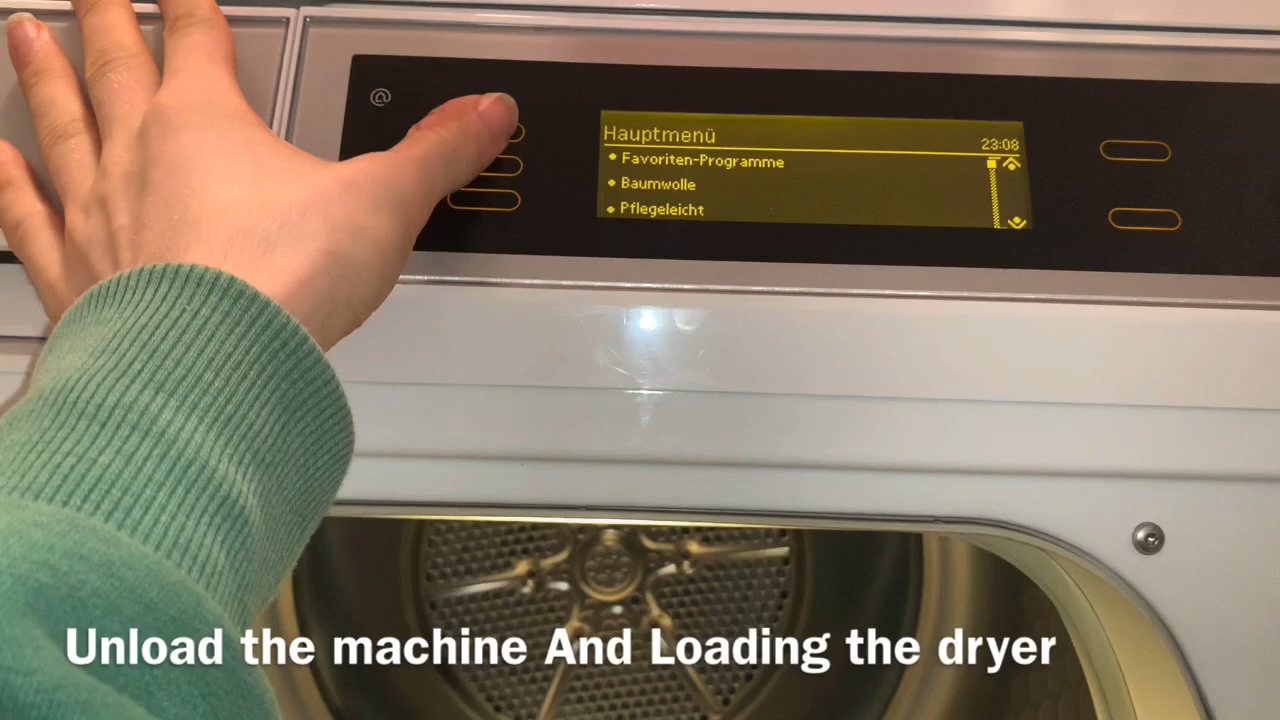 @
Hauptmenü
23:08
Favoriten-Programme
Baumwolle
Pflegeleicht
Unload the machine And Loading the dryer